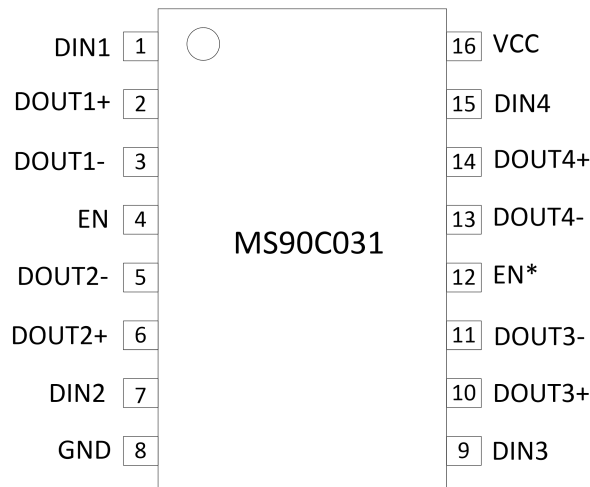 DIN1 1 16 VCC
DOUT1+ 2 15 DIN4
DOUT1- 3 14 DOUT4+
EN 4 13 DOUT4-
MS90C031
DOUT2- 5 12 EN*
DOUT2+ 6 11 DOUT3-
DIN2 7 10 DOUT3+
GND 8 9 DIN3